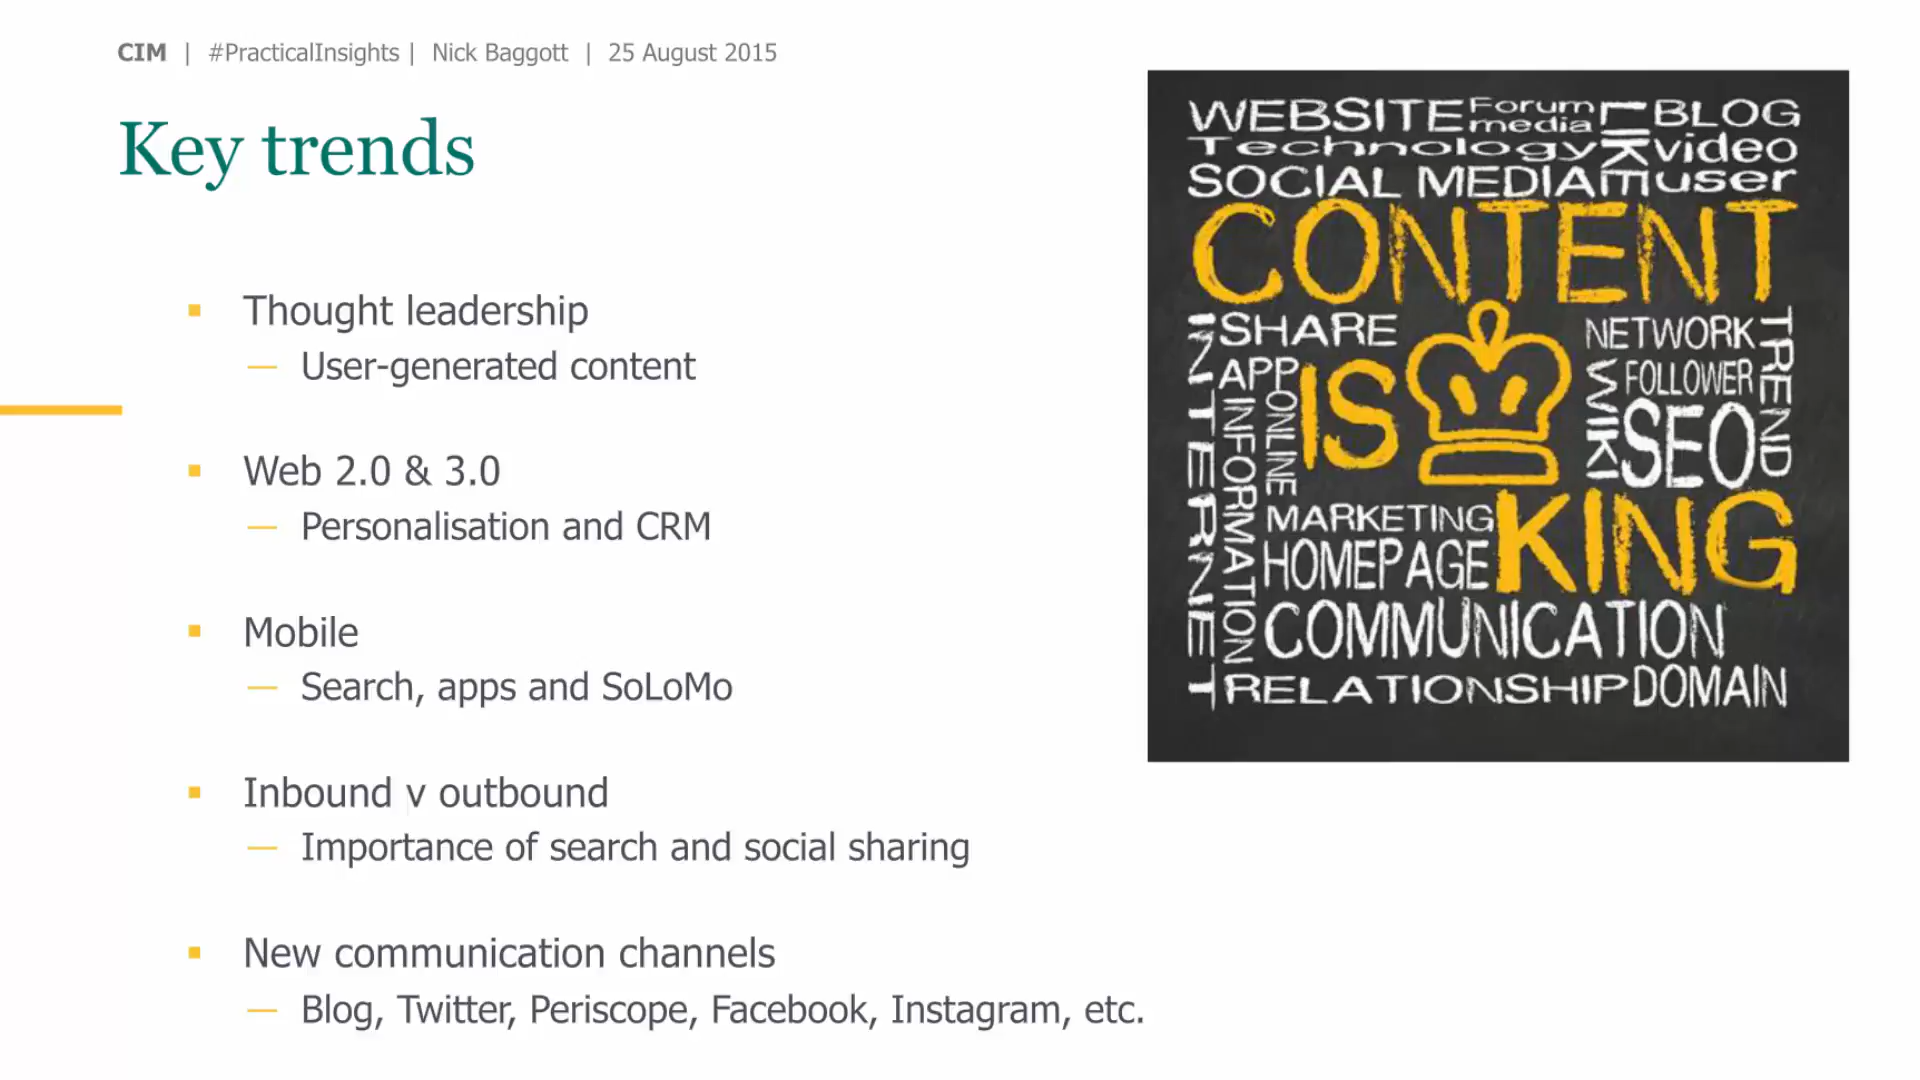 CIM | #PracticalInsights | Nick Baggott | 25 August 2015
Key trends
▪ Thought leadership
— User-generated content
▪ Web 2.0 & 3.0
— Personalisation and CRM
▪ Mobile
— Search, apps and SoLoMo
▪ Inbound v outbound
— Importance of search and social sharing
▪ New communication channels
— Blog, Twitter, Periscope, Facebook, Instagram, etc.
WEBSITE Forum media LIKE BLOG
Technology video
SOCIAL MEDIA user
CONTENT
INTERNET SHARE NETWORK TREND
APP IS WIKI FOLLOWER
INFORMATION ONLINE SEO
MARKETING KING
HOMEPAGE
COMMUNICATION
RELATIONSHIP DOMAIN